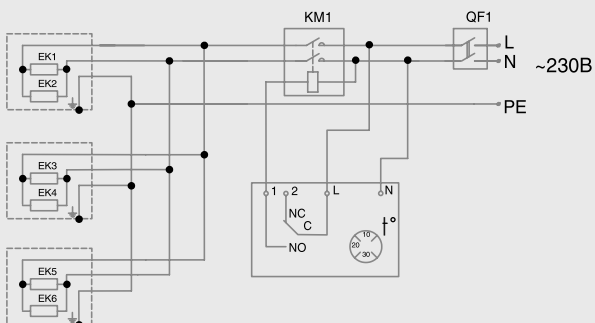 KM1
QF1
L
N
~230В
PE
EK1
EK2
EK3
EK4
EK5
EK6
1 2 L N
NC
C
NO
t°
10
20
30